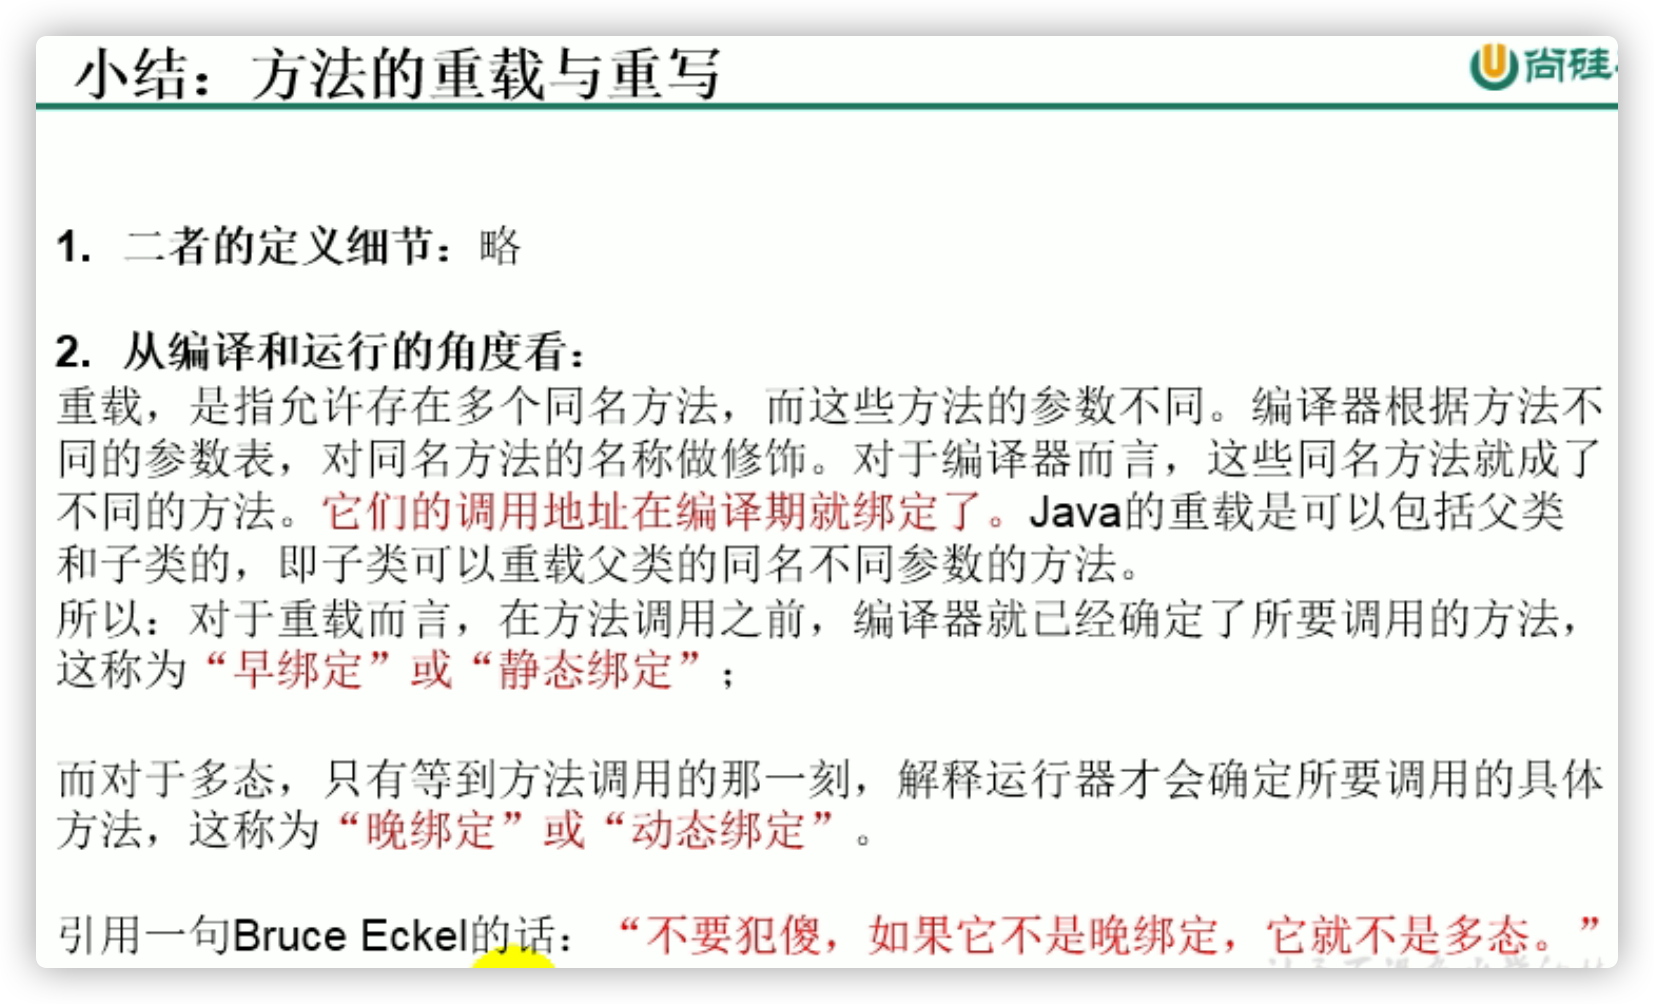 小结：方法的重载与重写
尚硅
1. 二者的定义细节：略
2. 从编译和运行的角度看：
重载，是指允许存在多个同名方法，而这些方法的参数不同。编译器根据方法不
同的参数表，对同名方法的名称做修饰。对于编译器而言，这些同名方法就成了
不同的方法。它们的调用地址在编译期就绑定了。Java的重载是可以包括父类
和子类的，即子类可以重载父类的同名不同参数的方法。
所以：对于重载而言，在方法调用之前，编译器就已经确定了所要调用的方法，
这称为“早绑定”或“静态绑定”；
而对于多态，只有等到方法调用的那一刻，解释运行器才会确定所要调用的具体
方法，这称为“晚绑定”或“动态绑定”。
引用一句Bruce Eckel的话：“不要犯傻，如果它不是晚绑定，它就不是多态。”